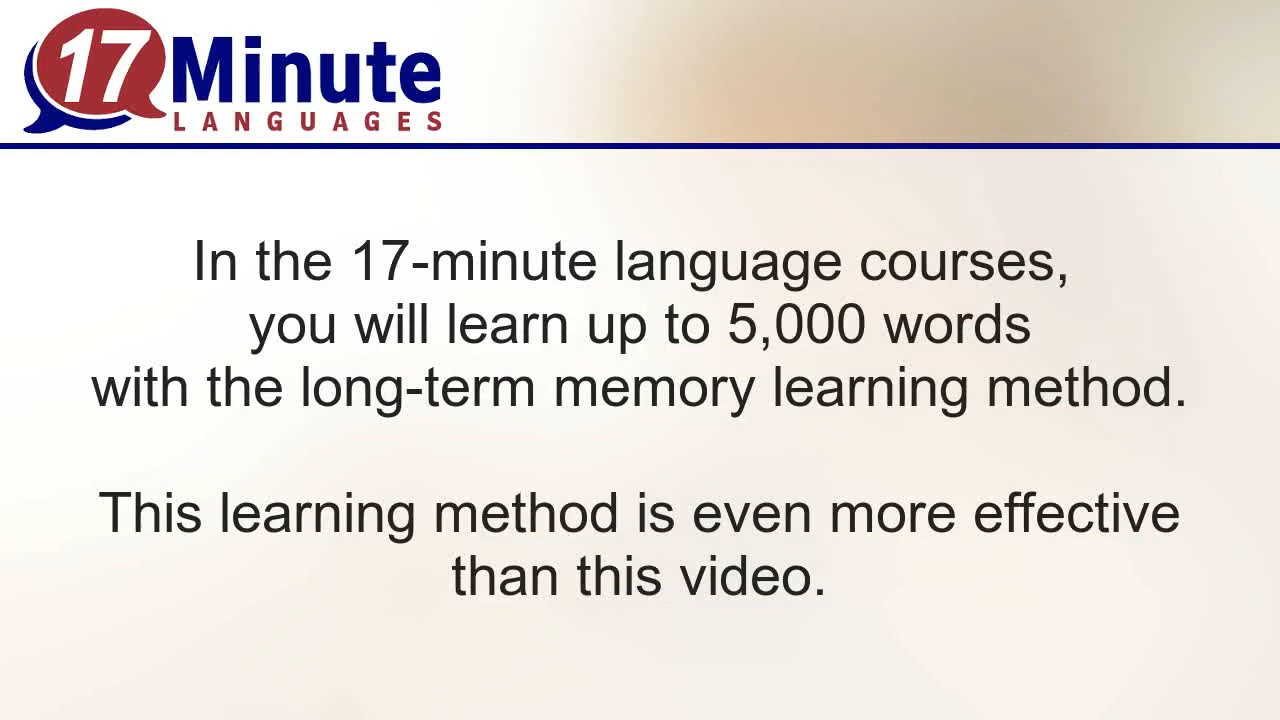 17 Minute
LANGUAGES
In the 17-minute language courses,
you will learn up to 5,000 words
with the long-term memory learning method.
This learning method is even more effective
than this video.